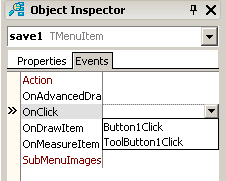 Object Inspector
save1 TMenuItem
Properties Events
Action
OnAdvancedDra
OnClick
OnDrawItem Button1Click
OnMeasureItem ToolButton1Click
SubMenuImages